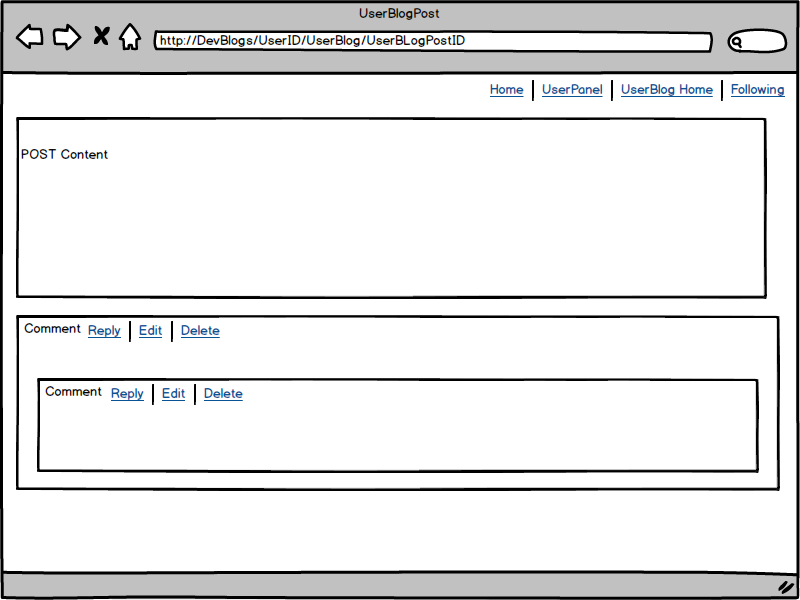 UserBlogPost
http://DevBlogs/UserID/UserBlog/UserBLogPostID
Home UserPanel UserBlog Home Following
POST Content
Comment Reply Edit Delete
Comment Reply Edit Delete